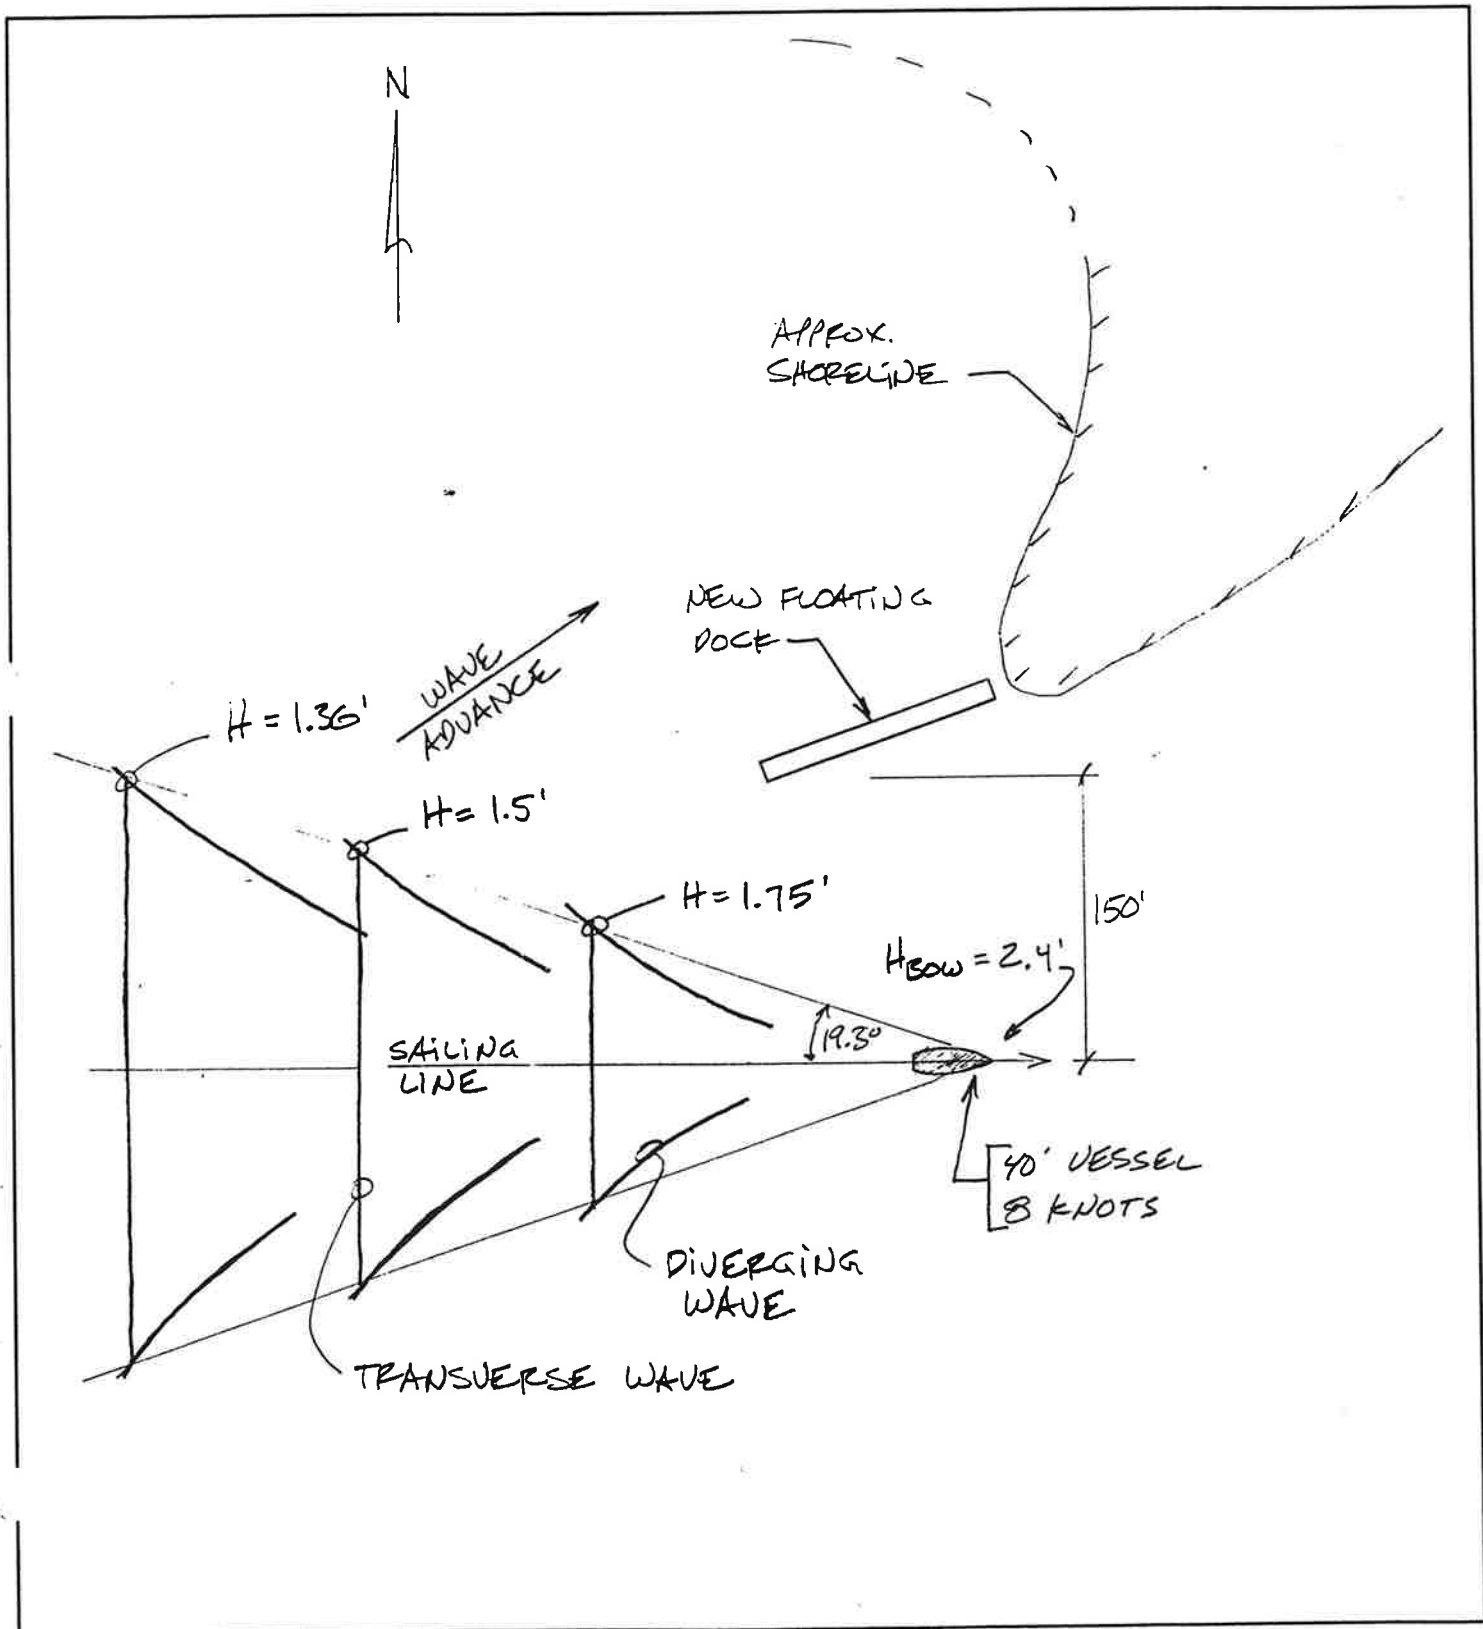 N
APPROX.
SHORELINE
NEW FLOATING
DOCK
WAVE
ADVANCE
H = 1.36'
H = 1.5'
H = 1.75'
HBOW = 2.4'
150'
19.3°
SAILING
LINE
40' VESSEL
8 KNOTS
DIVERGING
WAVE
TRANSVERSE WAVE